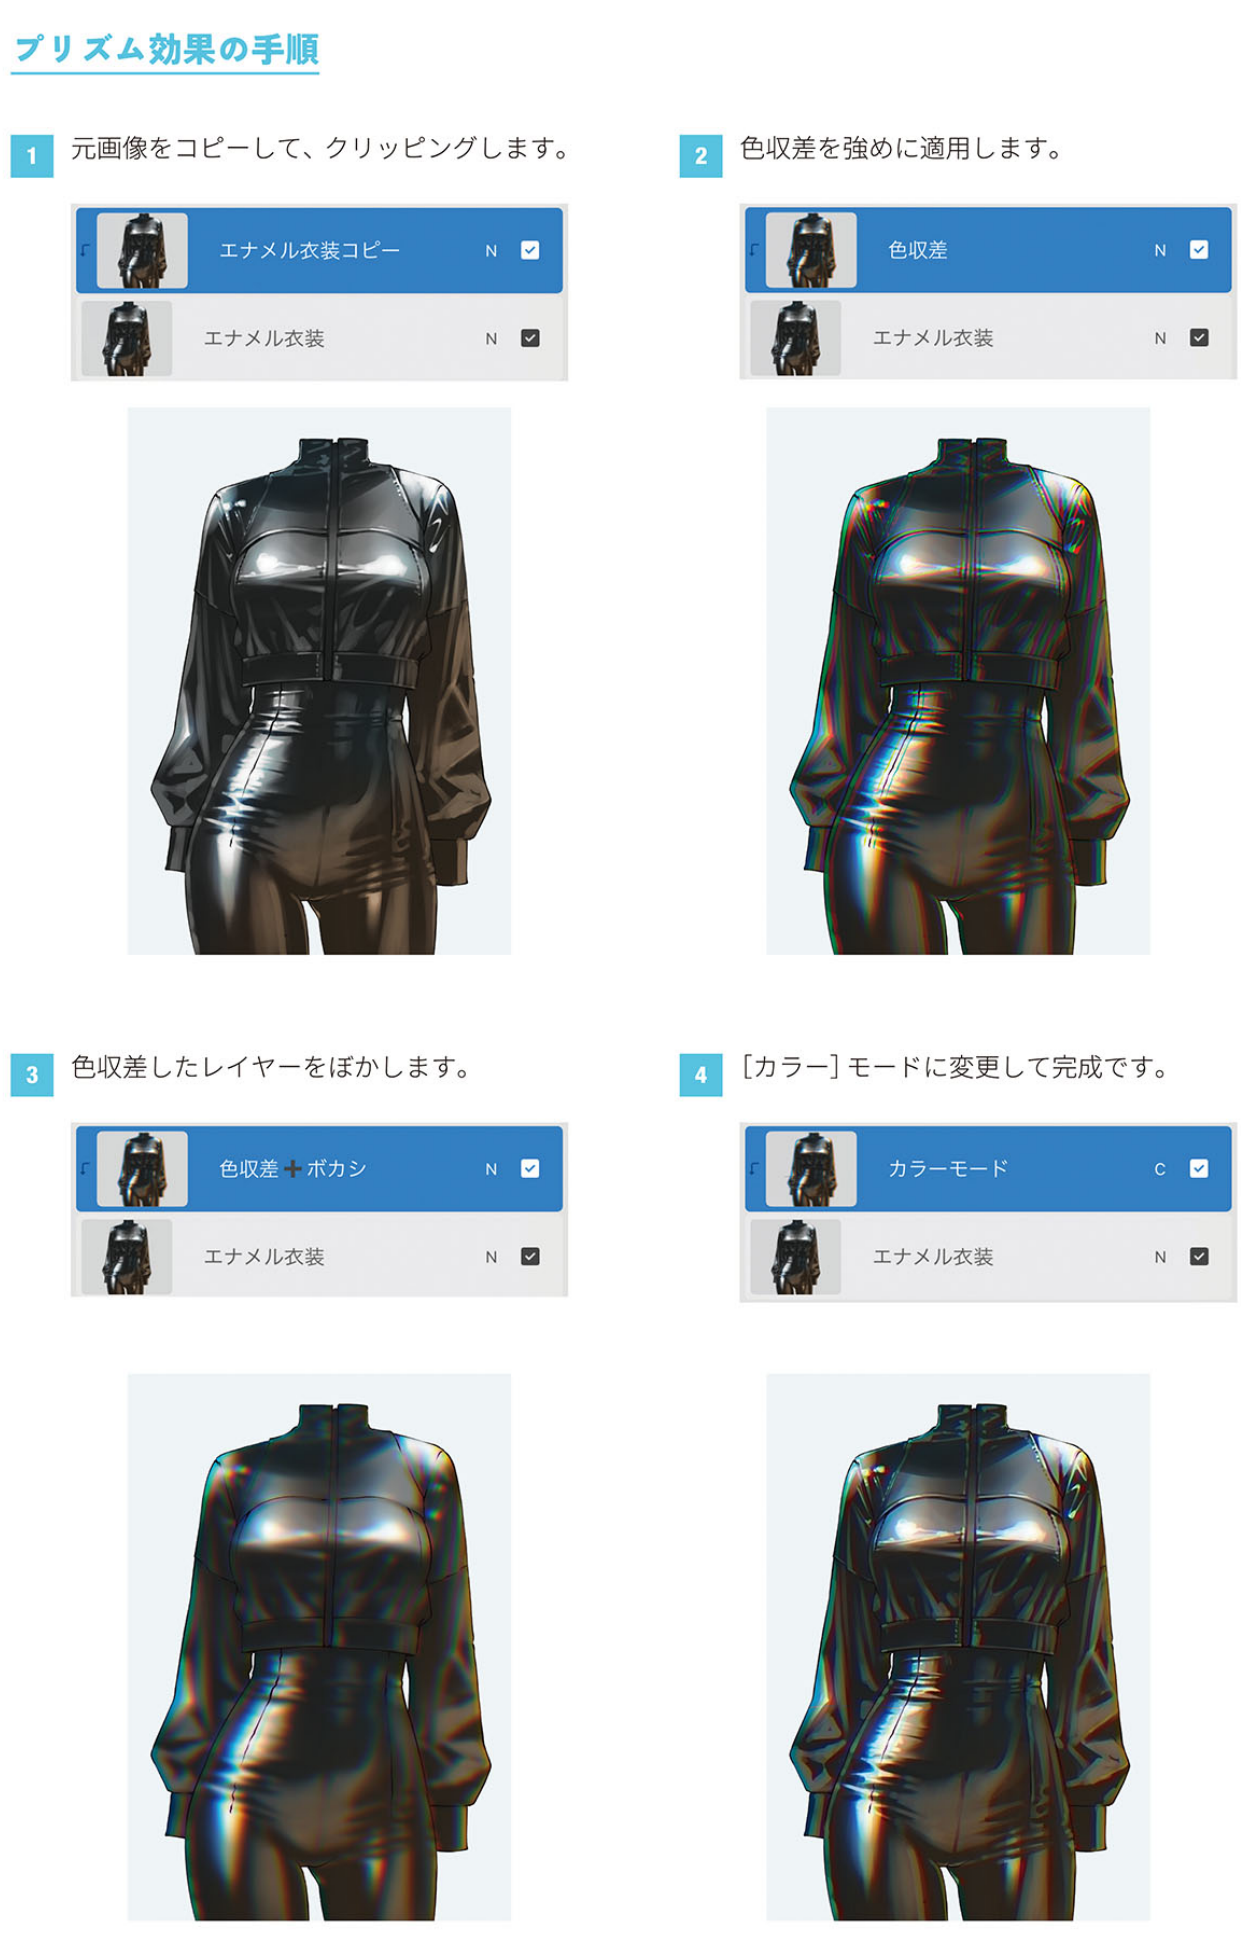 プリズム効果の手順
1 元画像をコピーして、クリッピングします。
エナメル衣装コピー N
エナメル衣装 N
2 色収差を強めに適用します。
色収差 N
エナメル衣装 N
3 色収差したレイヤーをぼかします。
色収差➕ボカシ N
エナメル衣装 N
4 ［カラー］モードに変更して完成です。
カラーモード C
エナメル衣装 N